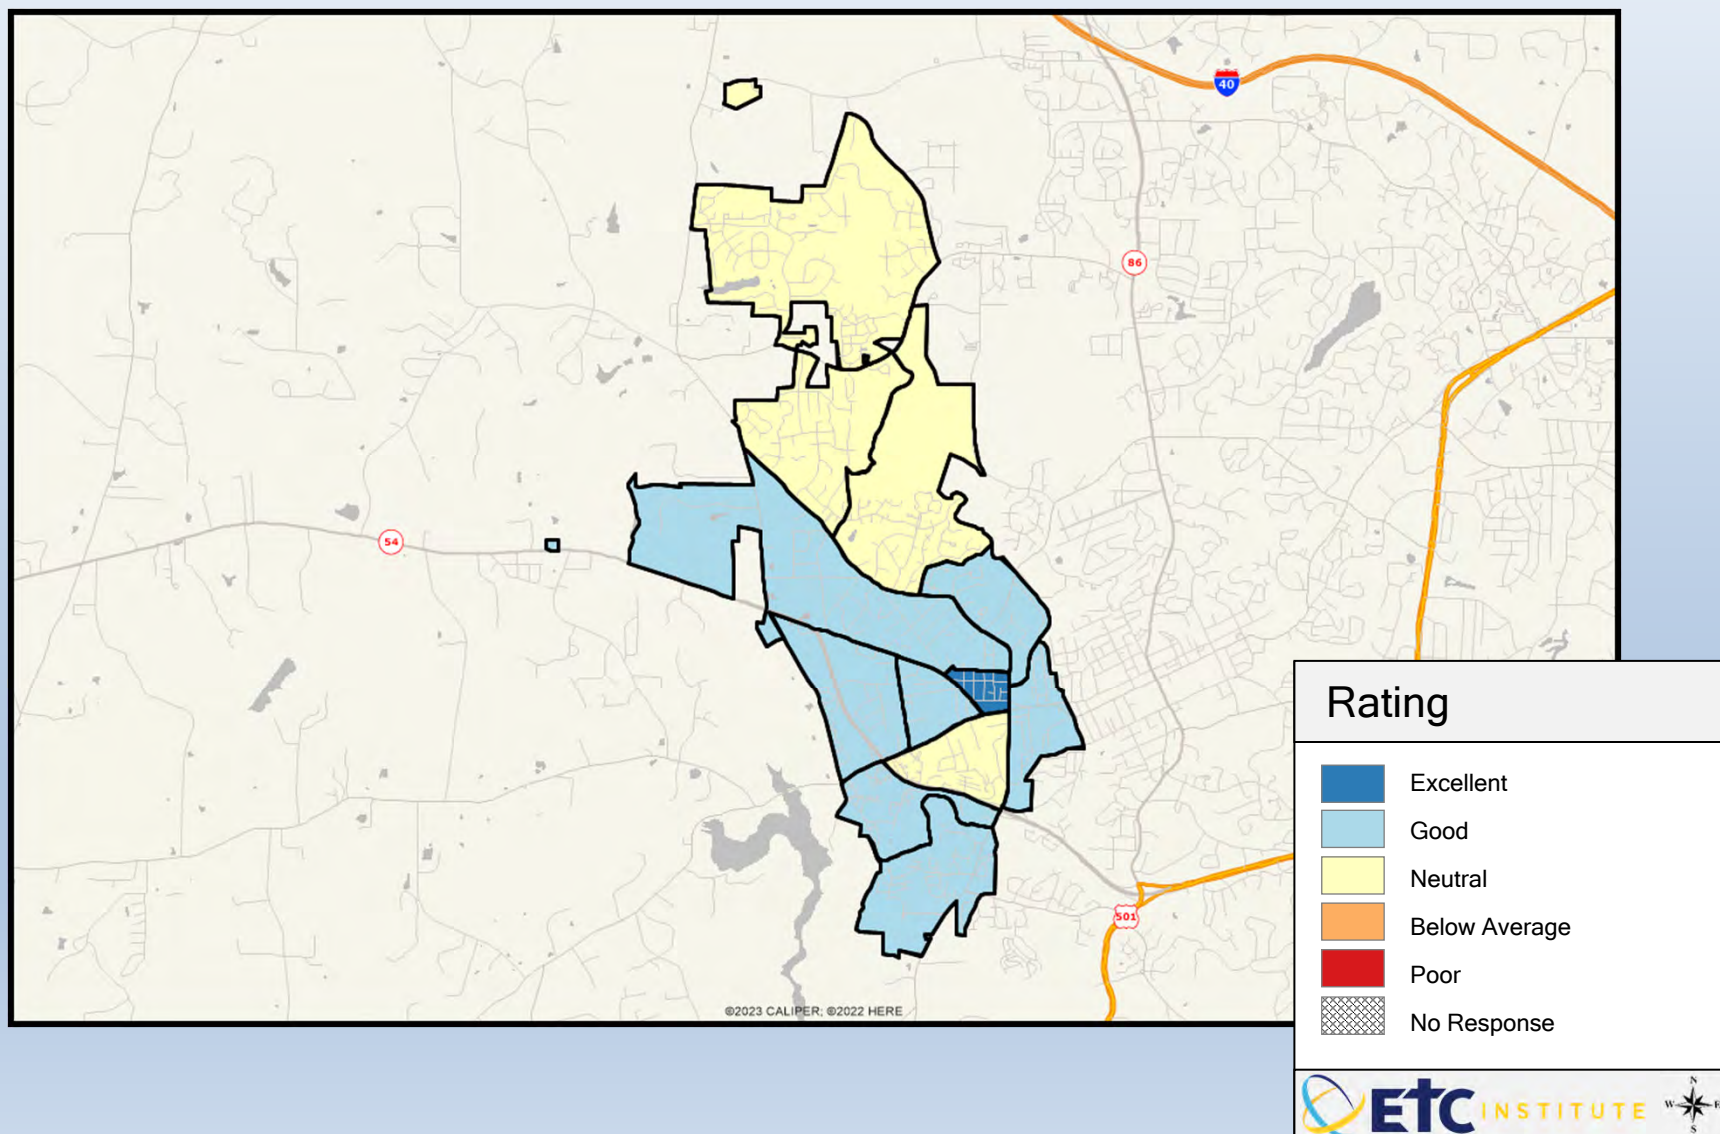 40
86
54
501
©2023 CALIPER; ©2022 HERE
Rating
Excellent
Good
Neutral
Below Average
Poor
No Response
ETC INSTITUTE
N
W E
S